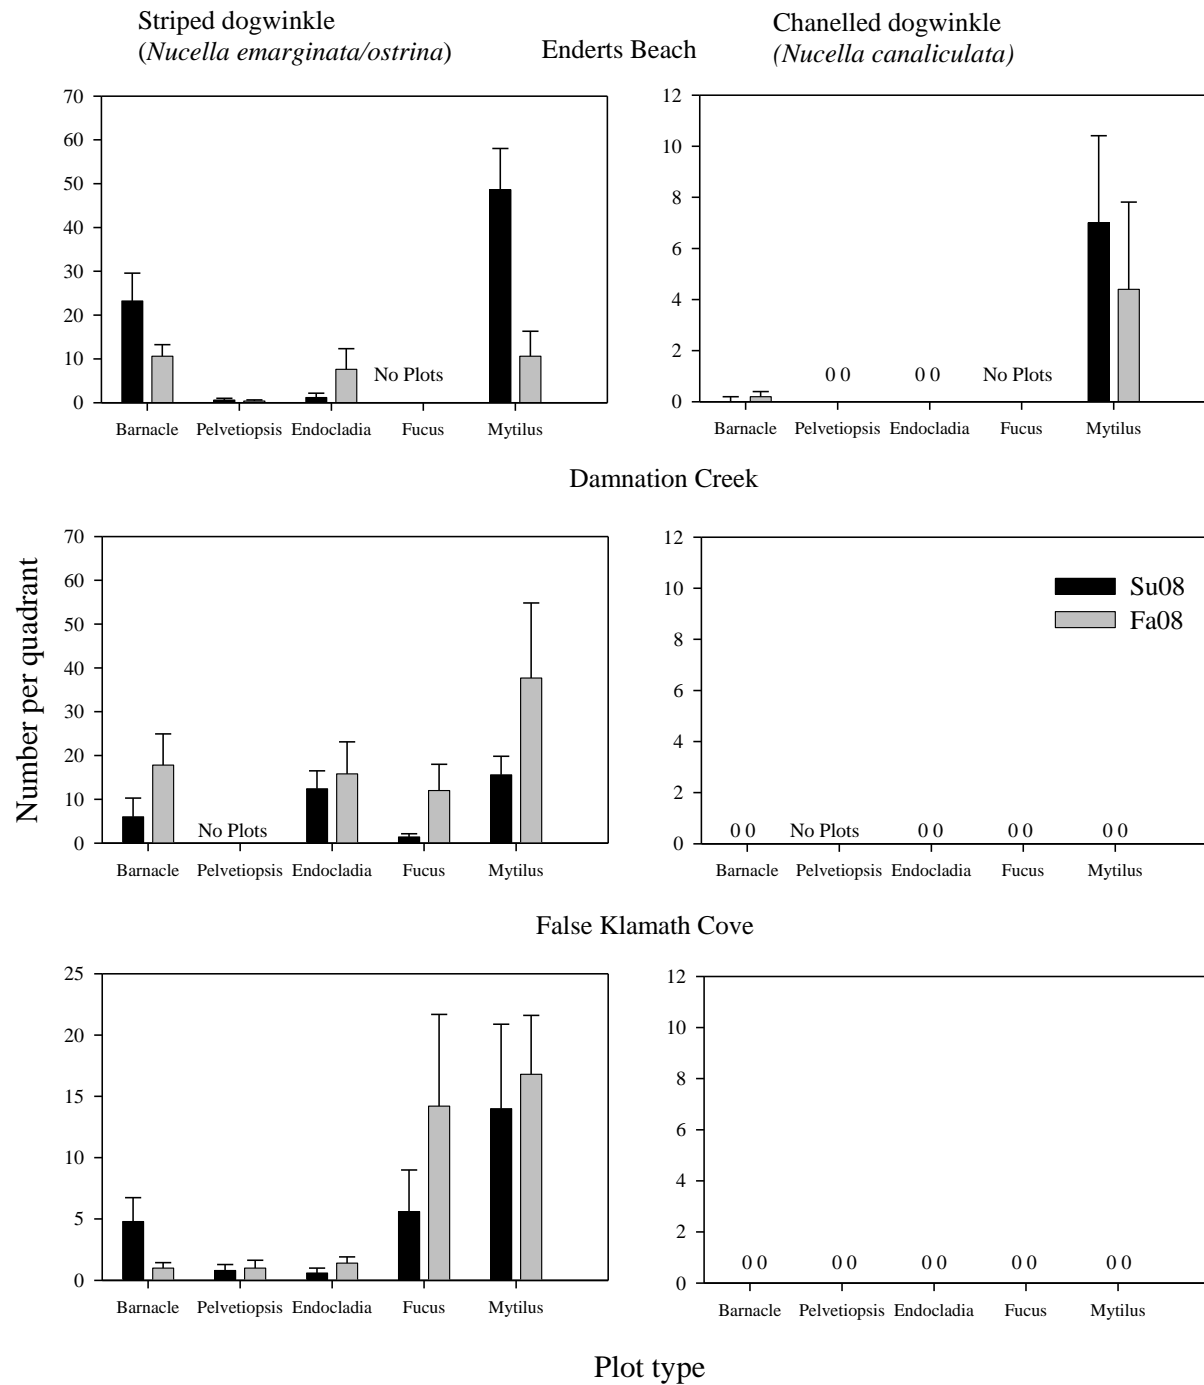 Striped dogwinkle
(Nucella emarginata/ostrina)
Enderts Beach
Chanelled dogwinkle
(Nucella canaliculata)
70
60
50
40
30
20
10
0
No Plots
Barnacle Pelvetiopsis Endocladia Fucus Mytilus
12
10
8
6
4
2
0
0 0 0 0 No Plots
Barnacle Pelvetiopsis Endocladia Fucus Mytilus
Damnation Creek
Number per quadrant
70
60
50
40
30
20
10
0
No Plots
Barnacle Pelvetiopsis Endocladia Fucus Mytilus
12
10
8
6
4
2
0
Su08
Fa08
0 0 No Plots 0 0 0 0 0 0
Barnacle Pelvetiopsis Endocladia Fucus Mytilus
False Klamath Cove
25
20
15
10
5
0
Barnacle Pelvetiopsis Endocladia Fucus Mytilus
12
10
8
6
4
2
0
0 0 0 0 0 0 0 0 0 0
Barnacle Pelvetiopsis Endocladia Fucus Mytilus
Plot type